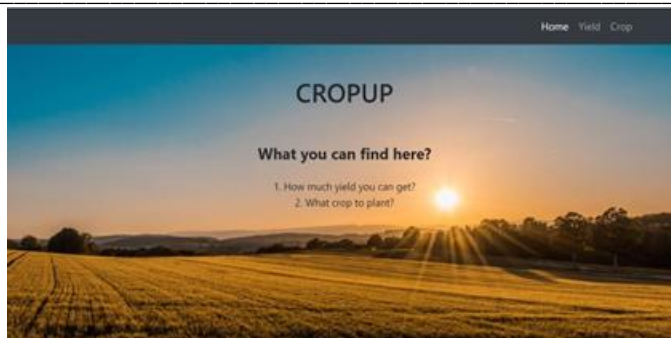 Home Yield Crop
CROPUP
What you can find here?
1. How much yield you can get?
2. What crop to plant?